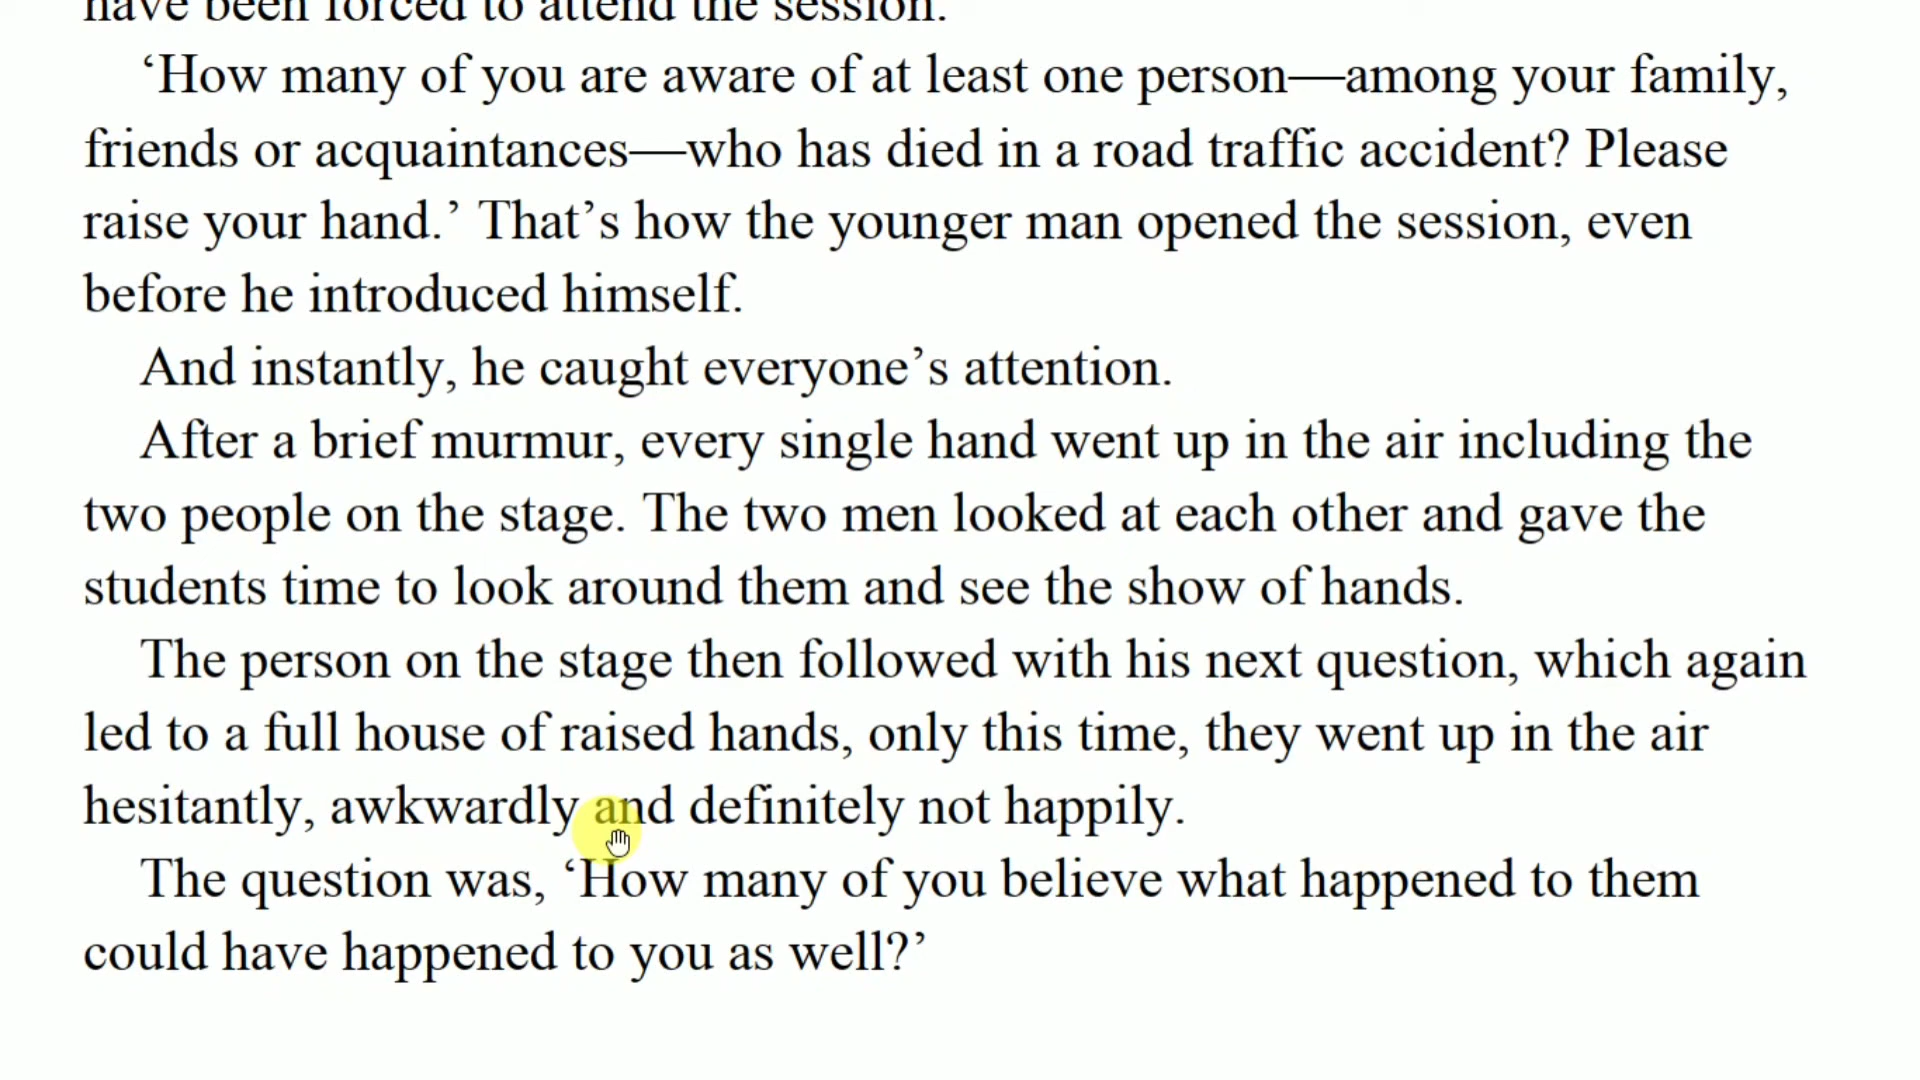 have been forced to attend the session.
‘How many of you are aware of at least one person—among your family,
friends or acquaintances—who has died in a road traffic accident? Please
raise your hand.’ That’s how the younger man opened the session, even
before he introduced himself.
And instantly, he caught everyone’s attention.
After a brief murmur, every single hand went up in the air including the
two people on the stage. The two men looked at each other and gave the
students time to look around them and see the show of hands.
The person on the stage then followed with his next question, which again
led to a full house of raised hands, only this time, they went up in the air
hesitantly, awkwardly and definitely not happily.
The question was, ‘How many of you believe what happened to them
could have happened to you as well?’